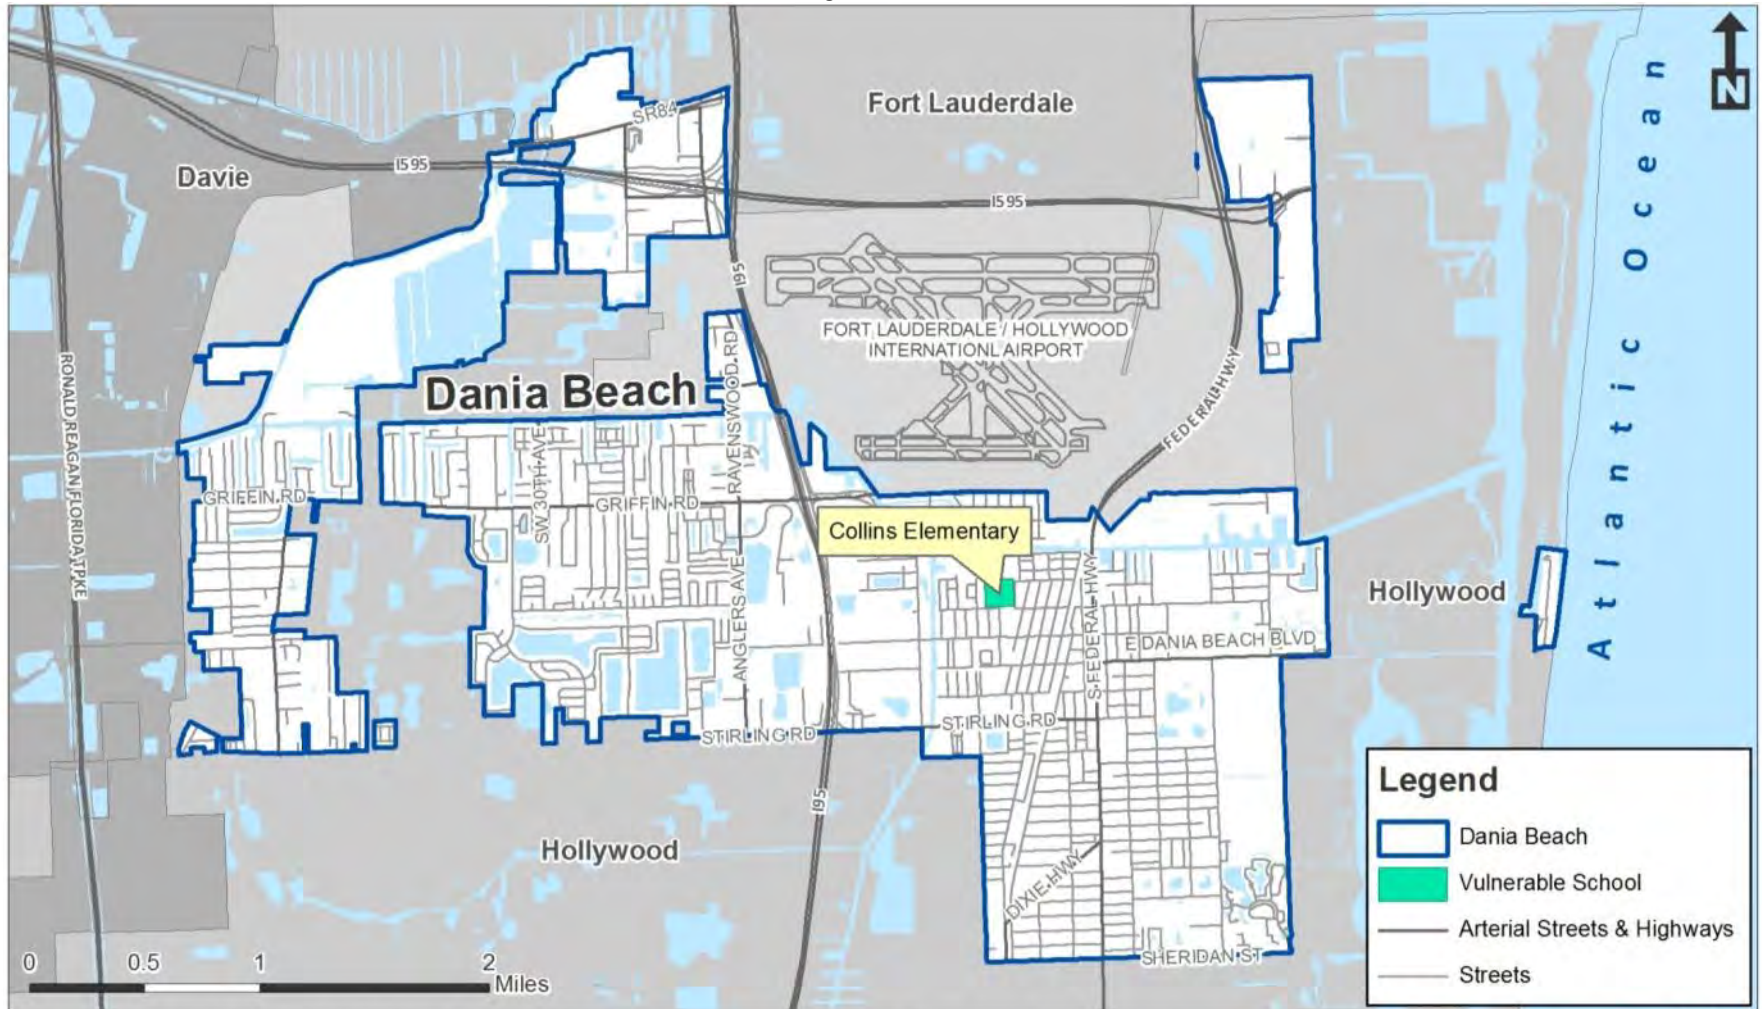 N
Fort Lauderdale
Davie
SR84
I595
I595
Atlantic Ocean
I95
FORT LAUDERDALE / HOLLYWOOD
INTERNATIONL AIRPORT
RONALD REAGAN FLORIDA TPKE
Dania Beach
RAVENSWOOD RD
FEDERAL HWY
SW 30TH AVE
GRIFFIN RD
GRIFFIN RD
Collins Elementary
ANGLERS AVE
S FEDERAL HWY
Hollywood
E DANIA BEACH BLVD
STIRLING RD
STIRLING RD
I95
Hollywood
DIXIE HWY
SHERIDAN ST
0 0.5 1 2
Miles
Legend
Dania Beach
Vulnerable School
Arterial Streets & Highways
Streets